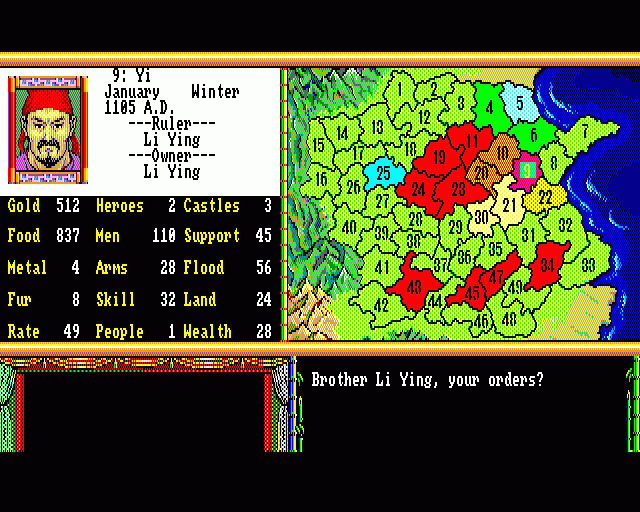 9: Yi
January Winter
1105 A.D.
---Ruler---
Li Ying
---Owner---
Li Ying
Gold 512 Heroes 2 Castles 3
Food 837 Men 110 Support 45
Metal 4 Arms 28 Flood 56
Fur 8 Skill 32 Land 24
Rate 49 People 1 Wealth 28
1 2 3 4 5
6 7
13 14 15
18 19 11 10 8
16 26 25 24 23 20 9
27 21 22
40 39 38 28 29 30 31 32
41 37 36 35 34 33
42 43 44 45 47 49
46 48
Brother Li Ying, your orders?